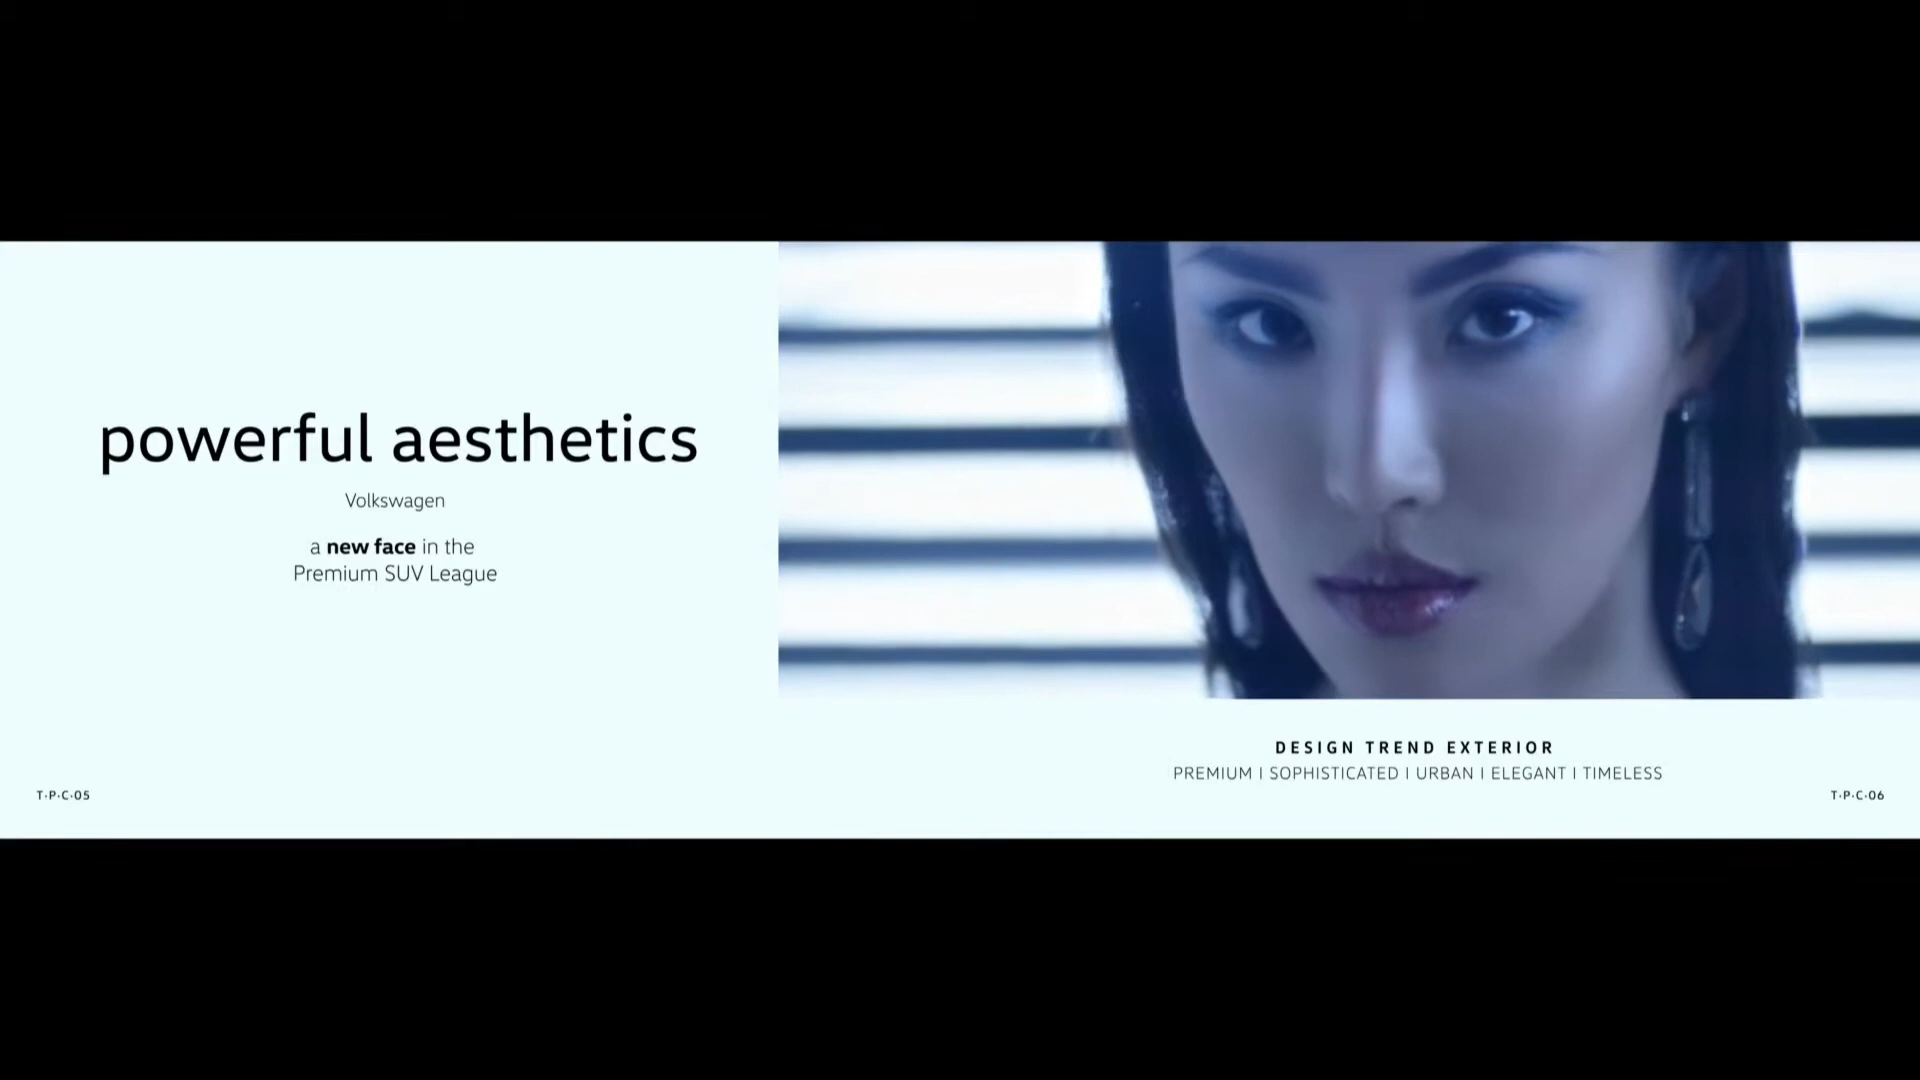 powerful aesthetics
Volkswagen
a new face in the
Premium SUV League
DESIGN TREND EXTERIOR
PREMIUM I SOPHISTICATED I URBAN I ELEGANT I TIMELESS
T·P·C·05
T·P·C·06